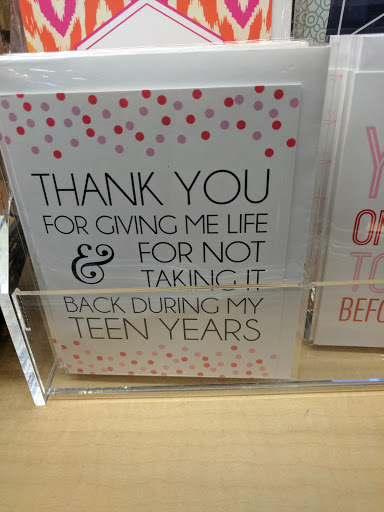 THANK YOU
FOR GIVING ME LIFE
& FOR NOT
TAKING IT
BACK DURING MY
TEEN YEARS